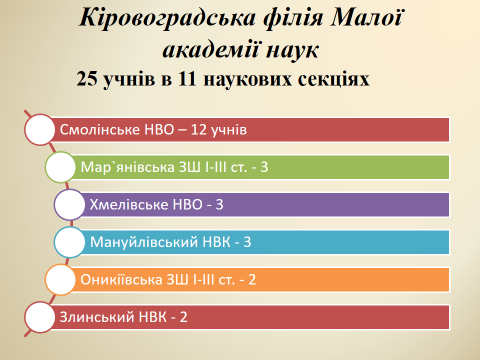 Кіровоградська філія Малої
академії наук
25 учнів в 11 наукових секціях
Смолінське НВО – 12 учнів
Мар`янівська ЗШ І-ІІІ ст. - 3
Хмелівське НВО - 3
Мануйлівський НВК - 3
Оникіївська ЗШ І-ІІІ ст. - 2
Злинський НВК - 2